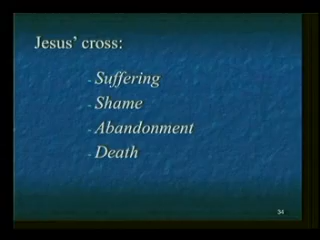 Jesus' cross:
- Suffering
- Shame
- Abandonment
- Death
34